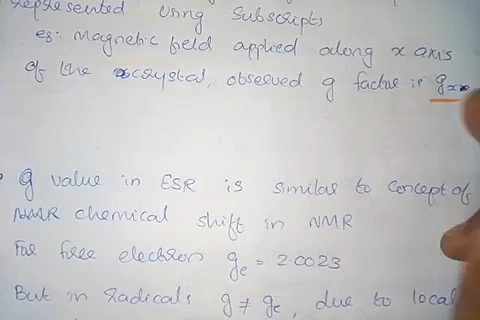 represented using subscripts
eg: magnetic field applied along x axis
of the crystal, observed g factor is gxx
g value in ESR is similar to concept of
NMR chemical shift in NMR
For free electron ge = 2.0023
But in radicals g ≠ ge, due to local